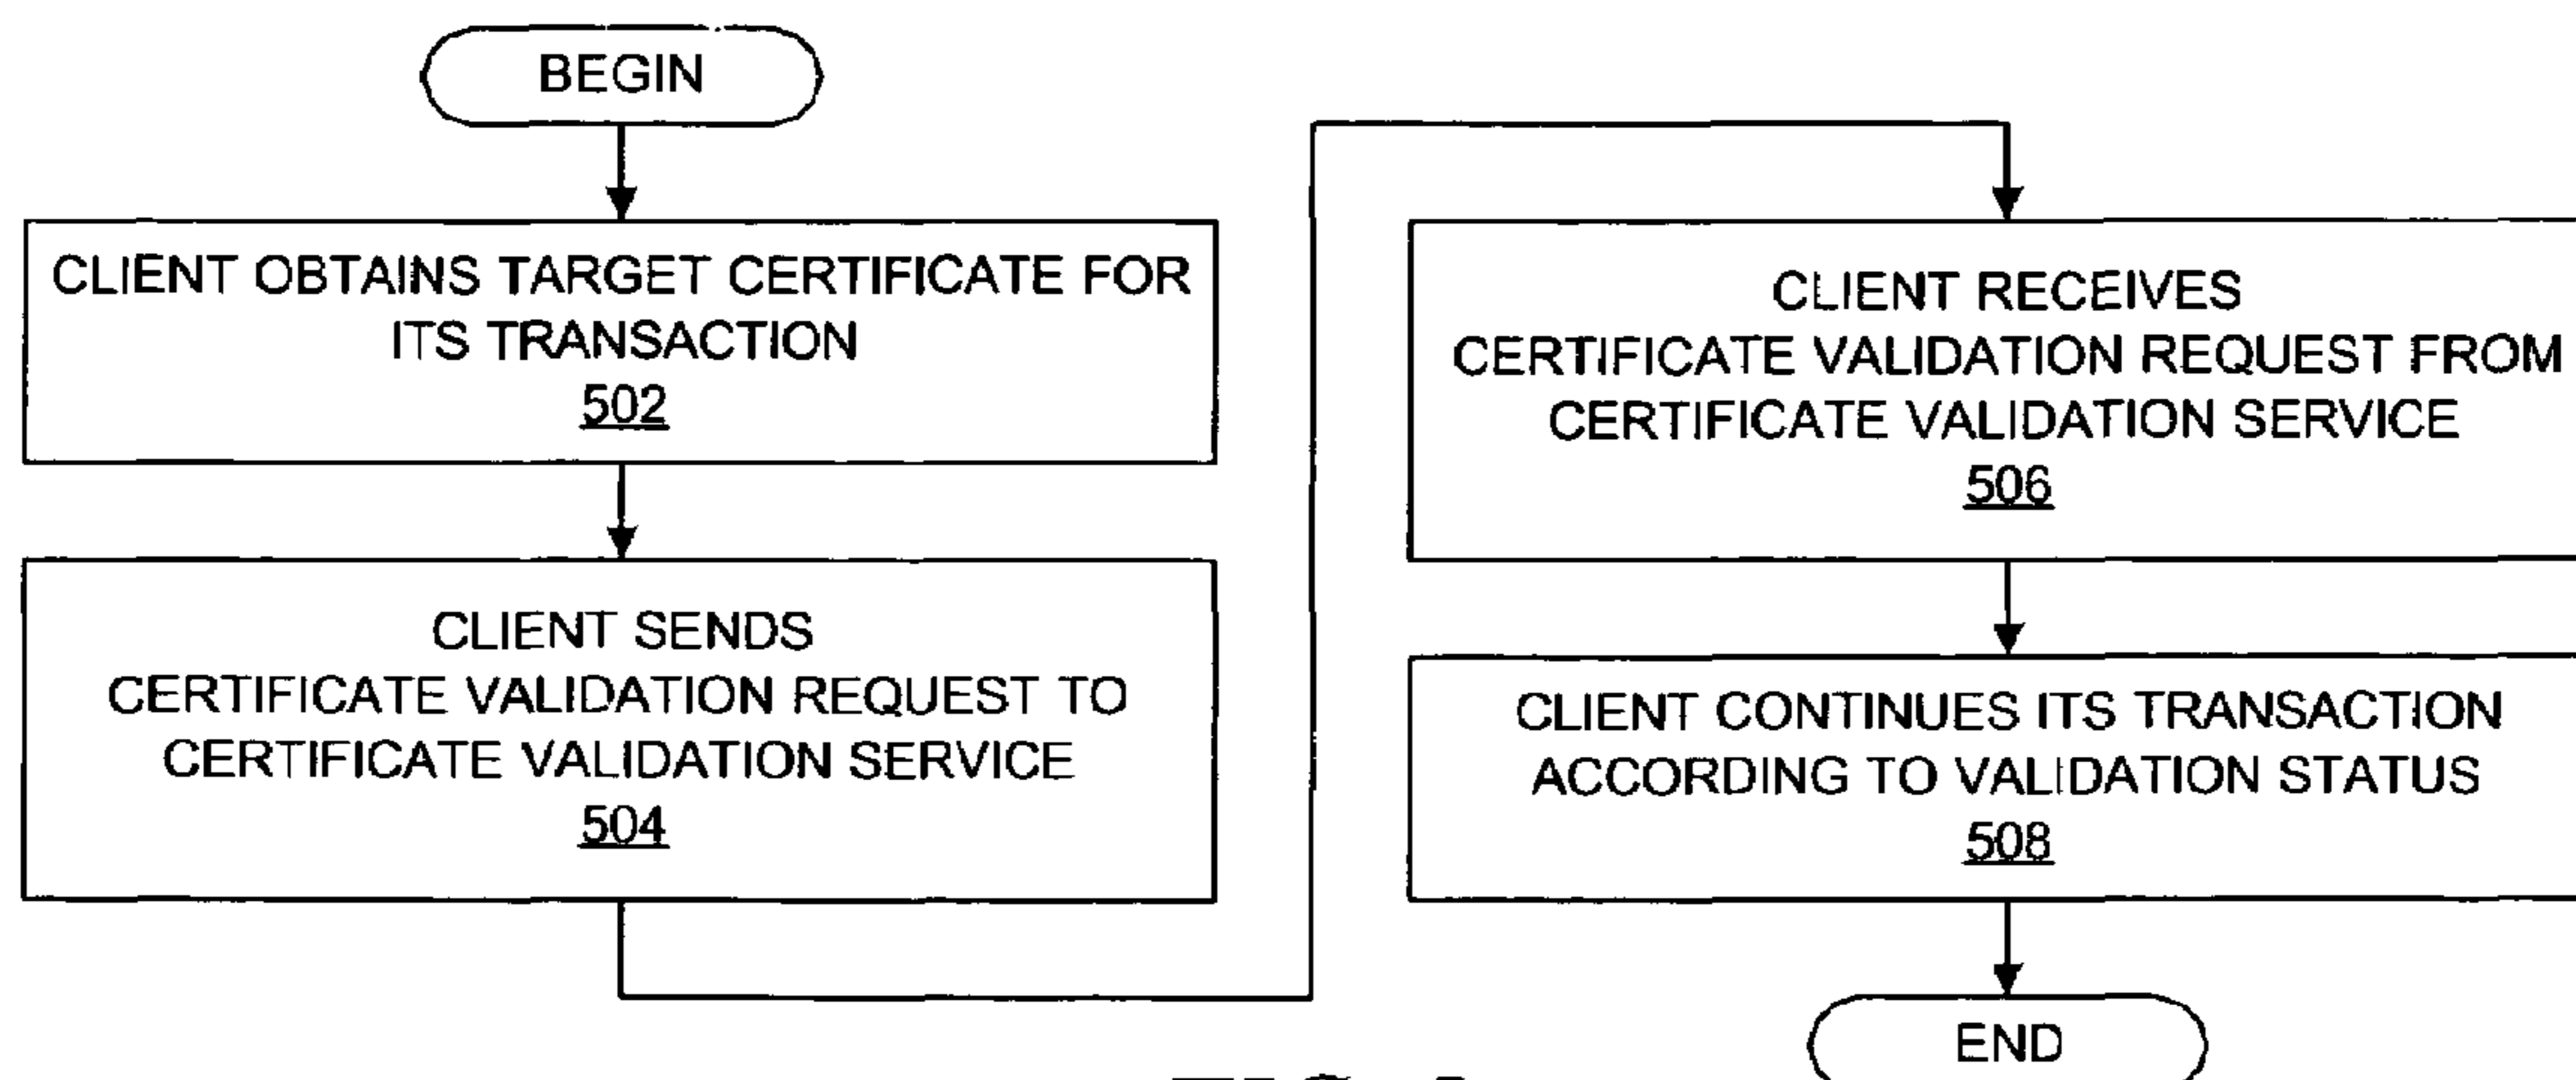 BEGIN
CLIENT OBTAINS TARGET CERTIFICATE FOR
ITS TRANSACTION
502
CLIENT SENDS
CERTIFICATE VALIDATION REQUEST TO
CERTIFICATE VALIDATION SERVICE
504
CLIENT RECEIVES
CERTIFICATE VALIDATION REQUEST FROM
CERTIFICATE VALIDATION SERVICE
506
CLIENT CONTINUES ITS TRANSACTION
ACCORDING TO VALIDATION STATUS
508
END